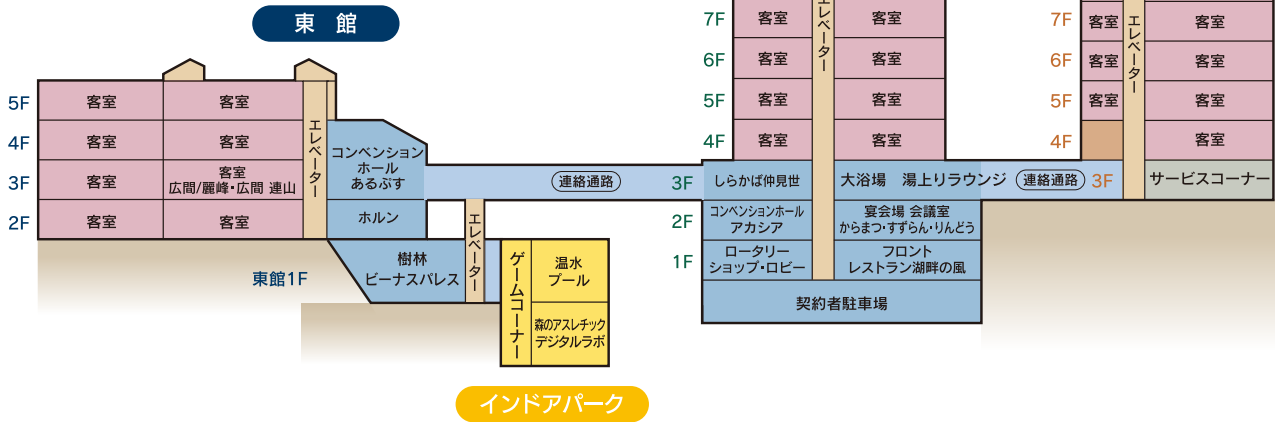 東 館
5F
客室
客室
4F
客室
客室
3F
客室
客室
広間/麗峰・広間 連山
2F
客室
客室
エレベーター
コンベンション
ホール
あるぷす
ホルン
東館1F
樹林
ビーナスパレス
エレベーター
ゲームコーナー
温水
プール
森のアスレチック
デジタルラボ
インドアパーク
連絡通路
7F
客室
客室
6F
客室
客室
5F
客室
客室
4F
客室
客室
エレベーター
3F
しらかば仲見世
大浴場 湯上りラウンジ
2F
コンベンションホール
アカシア
宴会場 会議室
からまつ・すずらん・りんどう
1F
ロータリー
ショップ・ロビー
フロント
レストラン湖畔の風
契約者駐車場
連絡通路
7F
客室
客室
6F
客室
客室
5F
客室
客室
4F
客室
エレベーター
3F
サービスコーナー